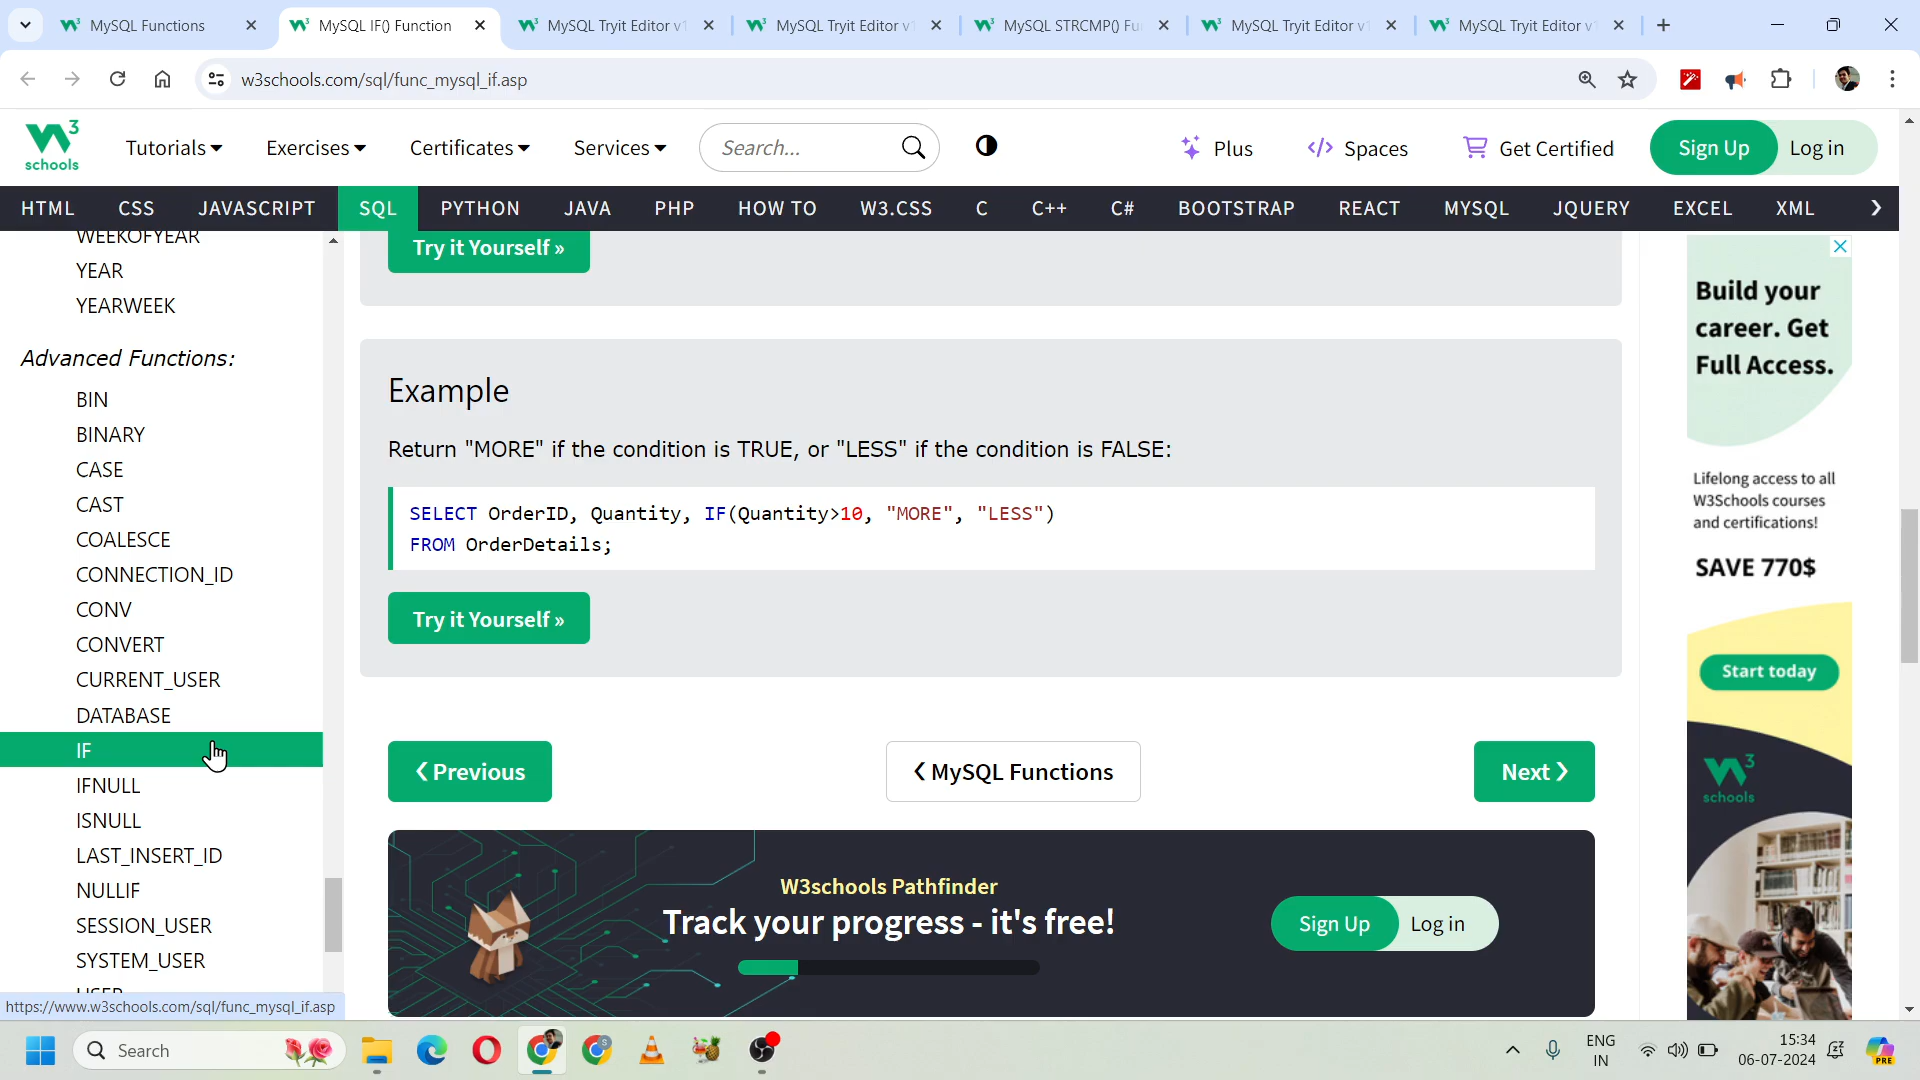 MySQL Functions
MySQL IF() Function
MySQL Tryit Editor v1
MySQL Tryit Editor v1
MySQL STRCMP() Fu
MySQL Tryit Editor v1
MySQL Tryit Editor v
w3schools.com/sql/func_mysql_if.asp
W3 schools
Tutorials
Exercises
Certificates
Services
Search...
Plus
</> Spaces
Get Certified
Sign Up
Log in
HTML
CSS
JAVASCRIPT
SQL
PYTHON
JAVA
PHP
HOW TO
W3.CSS
C
C++
C#
BOOTSTRAP
REACT
MYSQL
JQUERY
EXCEL
XML
❯
WEEKOFYEAR
YEAR
YEARWEEK
Advanced Functions:
BIN
BINARY
CASE
CAST
COALESCE
CONNECTION_ID
CONV
CONVERT
CURRENT_USER
DATABASE
IF
IFNULL
ISNULL
LAST_INSERT_ID
NULLIF
SESSION_USER
SYSTEM_USER
USER
https://www.w3schools.com/sql/func_mysql_if.asp
Try it Yourself »
Example
Return "MORE" if the condition is TRUE, or "LESS" if the condition is FALSE:
SELECT OrderID, Quantity, IF(Quantity>10, "MORE", "LESS")
FROM OrderDetails;
Try it Yourself »
❮ Previous
❮ MySQL Functions
Next ❯
W3schools Pathfinder
Track your progress - it's free!
Sign Up
Log in
Build your
career. Get
Full Access.
Lifelong access to all
W3Schools courses
and certifications!
SAVE 770$
Start today
W3 schools
Search
S
ENG
IN
15:34
06-07-2024
PRE